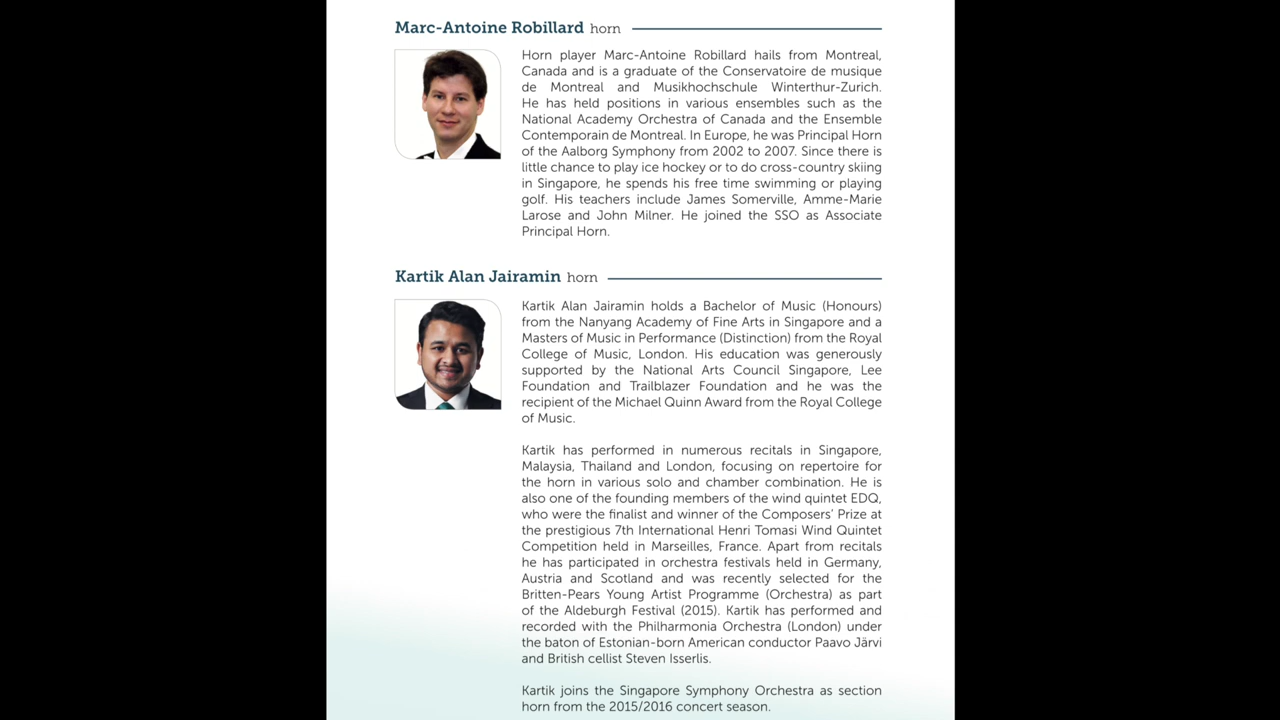 Marc-Antoine Robillard horn
Horn player Marc-Antoine Robillard hails from Montreal,
Canada and is a graduate of the Conservatoire de musique
de Montreal and Musikhochschule Winterthur-Zurich.
He has held positions in various ensembles such as the
National Academy Orchestra of Canada and the Ensemble
Contemporain de Montreal. In Europe, he was Principal Horn
of the Aalborg Symphony from 2002 to 2007. Since there is
little chance to play ice hockey or to do cross-country skiing
in Singapore, he spends his free time swimming or playing
golf. His teachers include James Somerville, Amme-Marie
Larose and John Milner. He joined the SSO as Associate
Principal Horn.
Kartik Alan Jairamin horn
Kartik Alan Jairamin holds a Bachelor of Music (Honours)
from the Nanyang Academy of Fine Arts in Singapore and a
Masters of Music in Performance (Distinction) from the Royal
College of Music, London. His education was generously
supported by the National Arts Council Singapore, Lee
Foundation and Trailblazer Foundation and he was the
recipient of the Michael Quinn Award from the Royal College
of Music.
Kartik has performed in numerous recitals in Singapore,
Malaysia, Thailand and London, focusing on repertoire for
the horn in various solo and chamber combination. He is
also one of the founding members of the wind quintet EDQ,
who were the finalist and winner of the Composers' Prize at
the prestigious 7th International Henri Tomasi Wind Quintet
Competition held in Marseilles, France. Apart from recitals
he has participated in orchestra festivals held in Germany,
Austria and Scotland and was recently selected for the
Britten-Pears Young Artist Programme (Orchestra) as part
of the Aldeburgh Festival (2015). Kartik has performed and
recorded with the Philharmonia Orchestra (London) under
the baton of Estonian-born American conductor Paavo Järvi
and British cellist Steven Isserlis.
Kartik joins the Singapore Symphony Orchestra as section
horn from the 2015/2016 concert season.